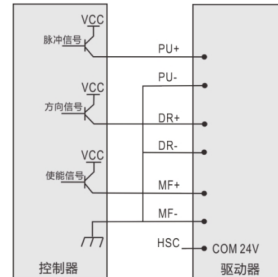 VCC
脉冲信号
PU+
PU-
VCC
方向信号
DR+
DR-
VCC
使能信号
MF+
MF-
HSC
COM 24V
控制器
驱动器